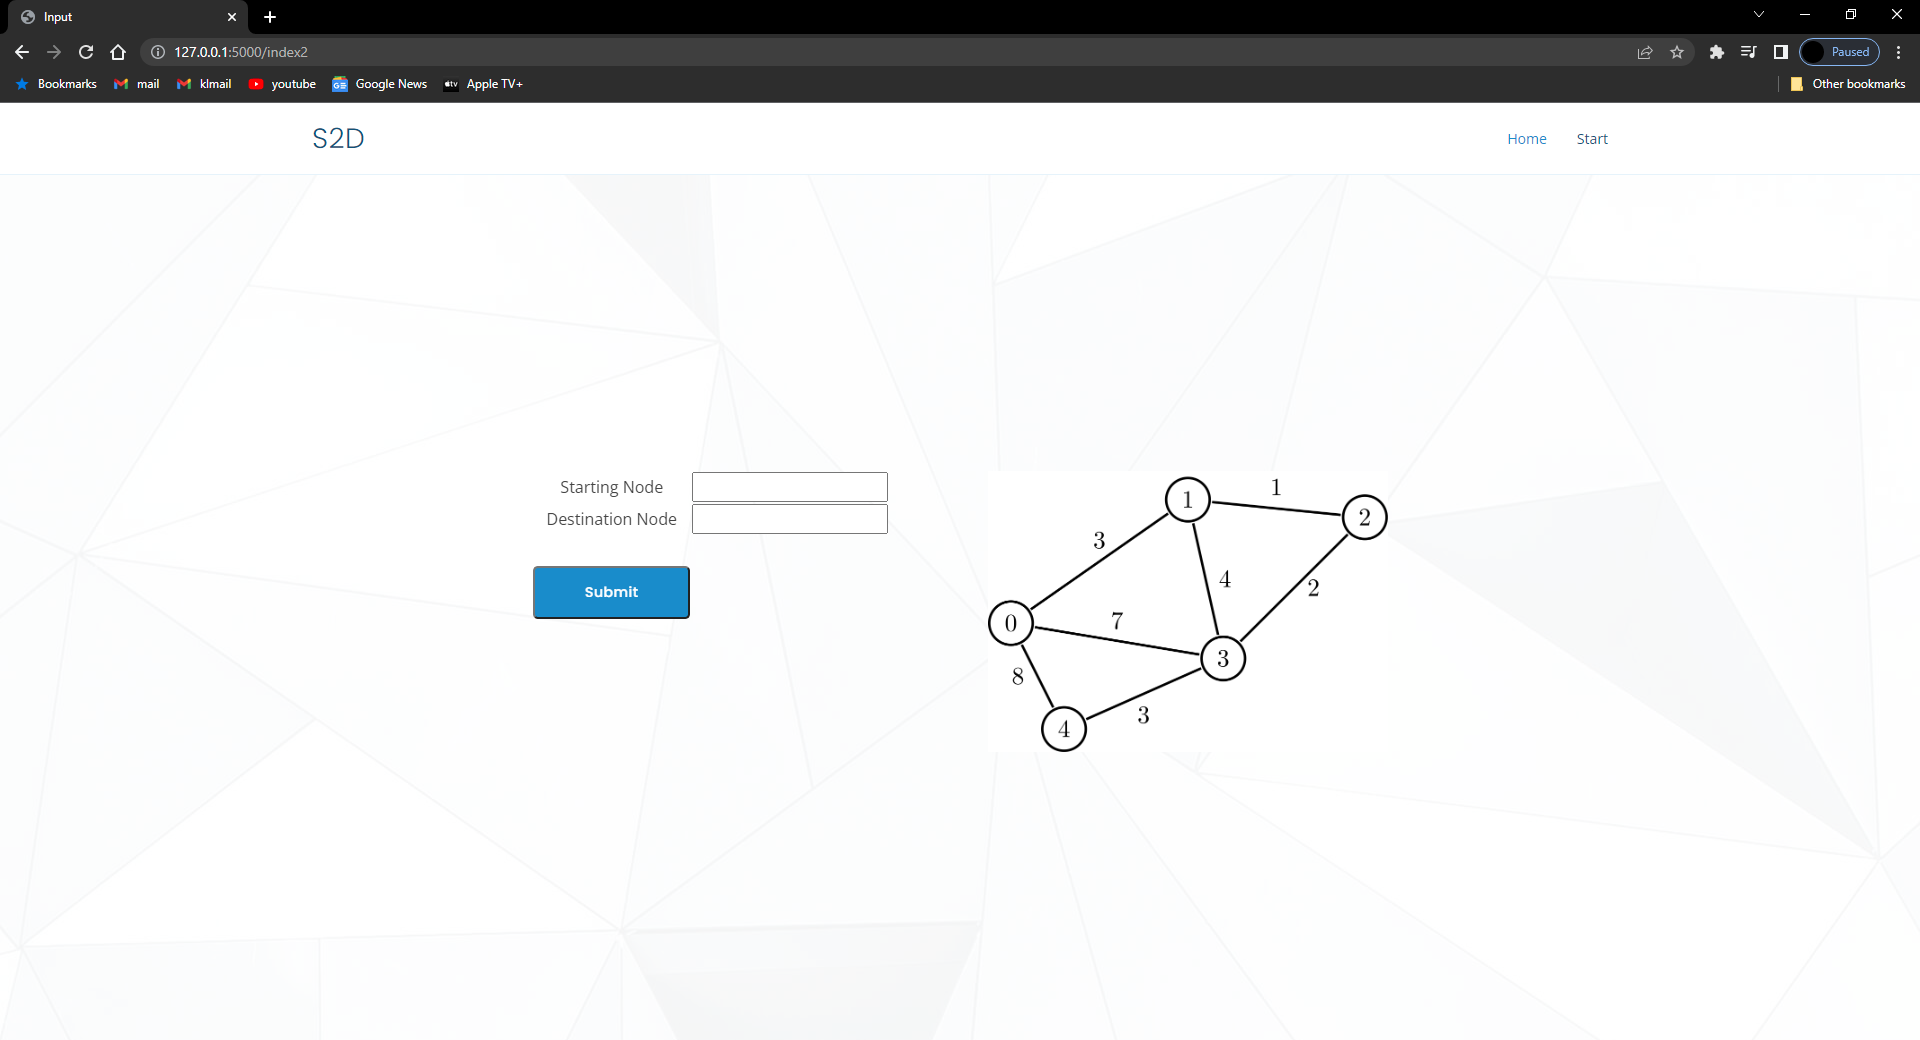 Input
127.0.0.1:5000/index2
Paused
Bookmarks mail klmail youtube Google News Apple TV+ Other bookmarks
S2D
Home Start
Starting Node
Destination Node
Submit
1
1
2
3
4
2
0
7
3
8
3
4